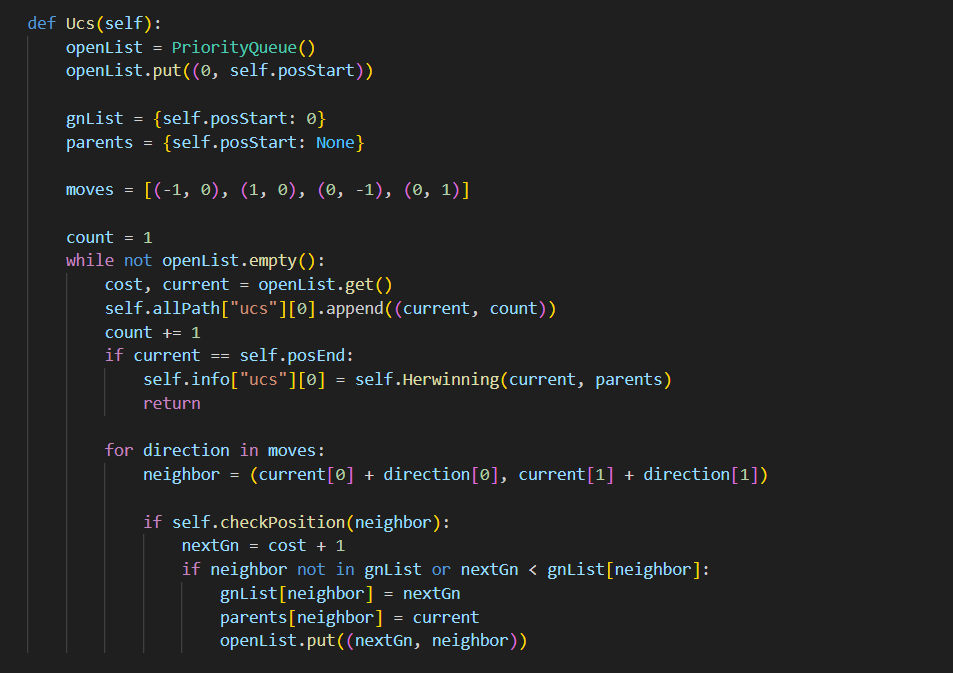 def Ucs(self):
    openList = PriorityQueue()
    openList.put((0, self.posStart))

    gnList = {self.posStart: 0}
    parents = {self.posStart: None}

    moves = [(-1, 0), (1, 0), (0, -1), (0, 1)]

    count = 1
    while not openList.empty():
        cost, current = openList.get()
        self.allPath["ucs"][0].append((current, count))
        count += 1
        if current == self.posEnd:
            self.info["ucs"][0] = self.Herwinning(current, parents)
            return

        for direction in moves:
            neighbor = (current[0] + direction[0], current[1] + direction[1])

            if self.checkPosition(neighbor):
                nextGn = cost + 1
                if neighbor not in gnList or nextGn < gnList[neighbor]:
                    gnList[neighbor] = nextGn
                    parents[neighbor] = current
                    openList.put((nextGn, neighbor))